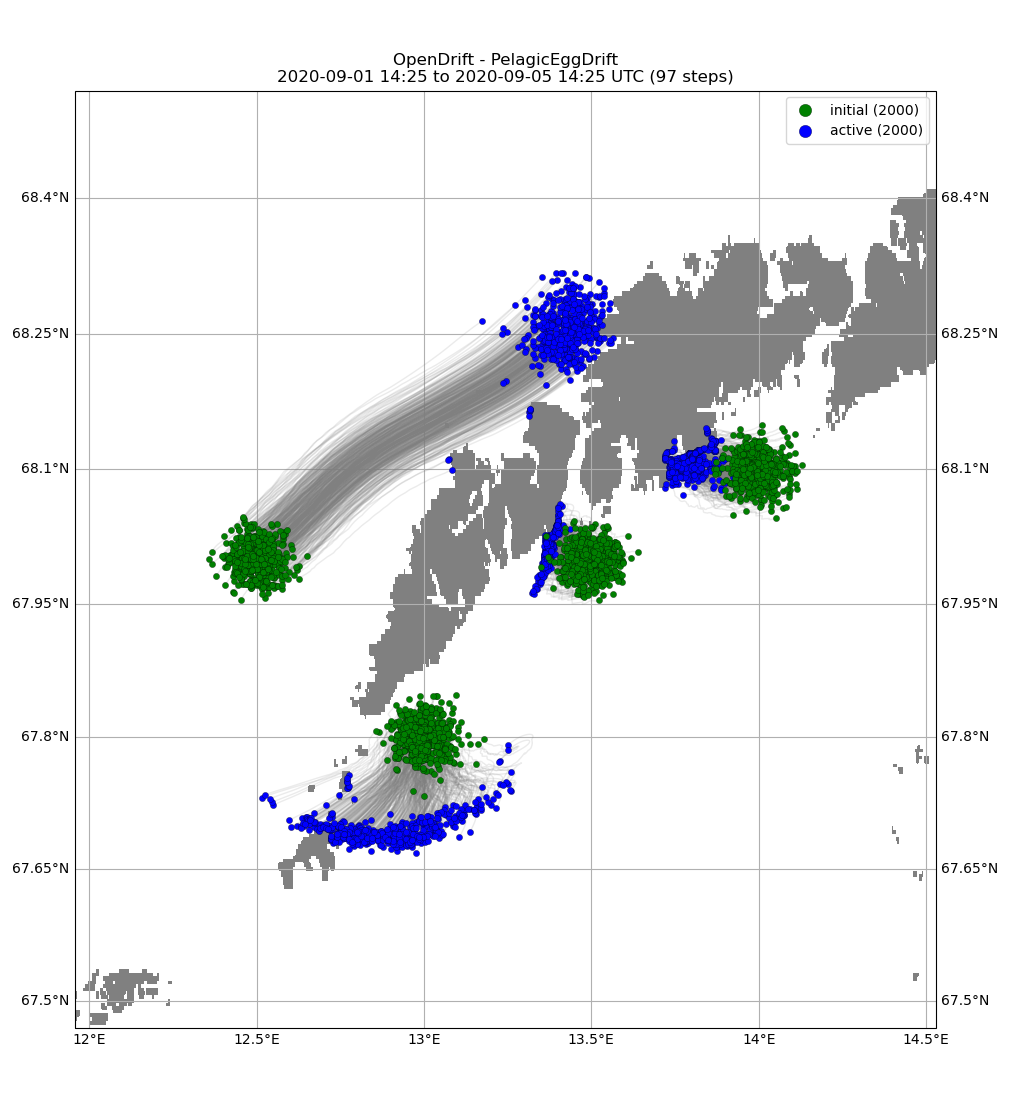 OpenDrift - PelagicEggDrift
2020-09-01 14:25 to 2020-09-05 14:25 UTC (97 steps)
initial (2000)
active (2000)
68.4°N
68.4°N
68.25°N
68.25°N
68.1°N
68.1°N
67.95°N
67.95°N
67.8°N
67.8°N
67.65°N
67.65°N
67.5°N
67.5°N
12°E
12.5°E
13°E
13.5°E
14°E
14.5°E